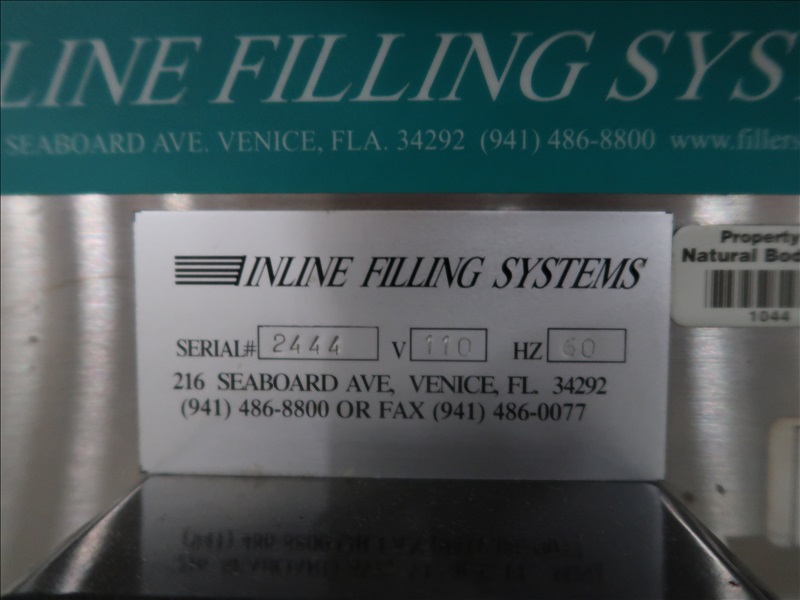 INLINE FILLING SYS
SEABOARD AVE. VENICE, FLA. 34292 (941) 486-8800 www.fillers
INLINE FILLING SYSTEMS
Property
Natural Bod
1044
SERIAL# 2444 V 110 HZ 60
216 SEABOARD AVE, VENICE, FL. 34292
(941) 486-8800 OR FAX (941) 486-0077